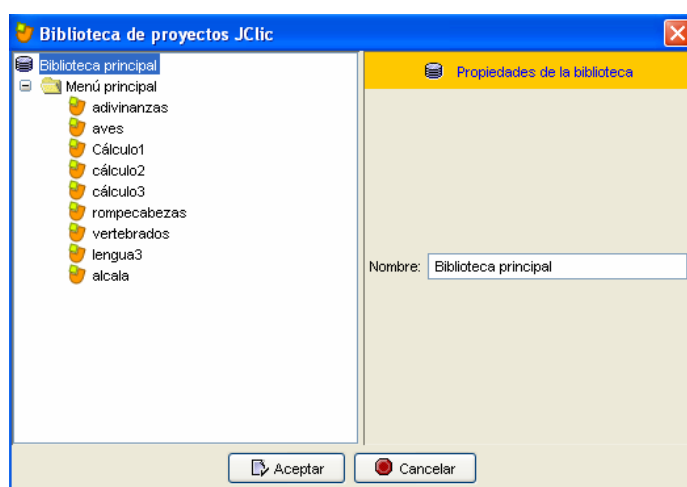 Biblioteca de proyectos JClic
Biblioteca principal
Menú principal
adivinanzas
aves
Cálculo1
cálculo2
cálculo3
rompecabezas
vertebrados
lengua3
alcala
Propiedades de la biblioteca
Nombre: Biblioteca principal
Aceptar Cancelar